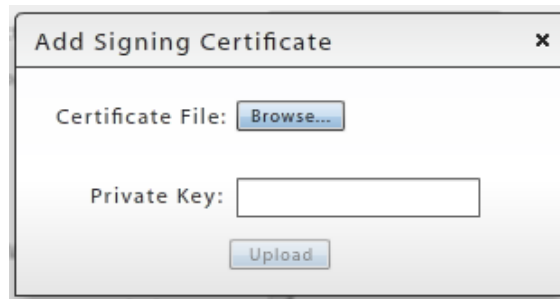 Add Signing Certificate ×
Certificate File: Browse...
Private Key:
Upload